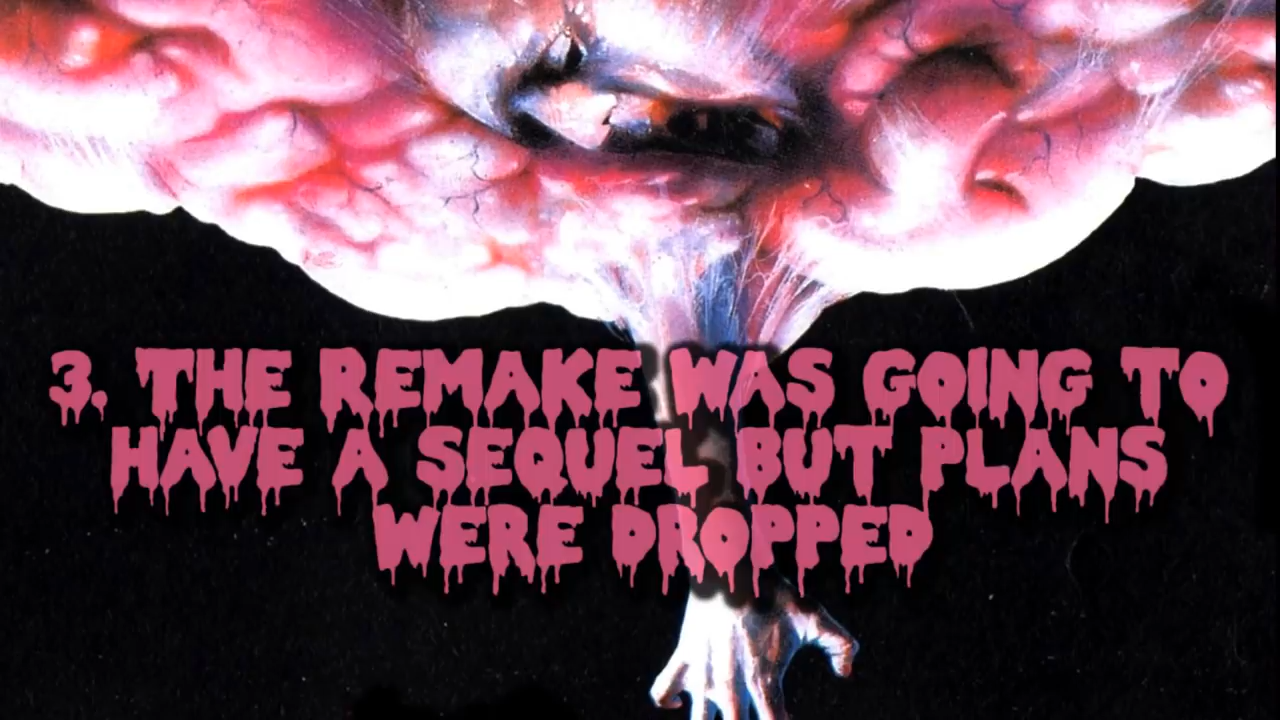 3. THE REMAKE WAS GOING TO
HAVE A SEQUEL BUT PLANS
WERE DROPPED